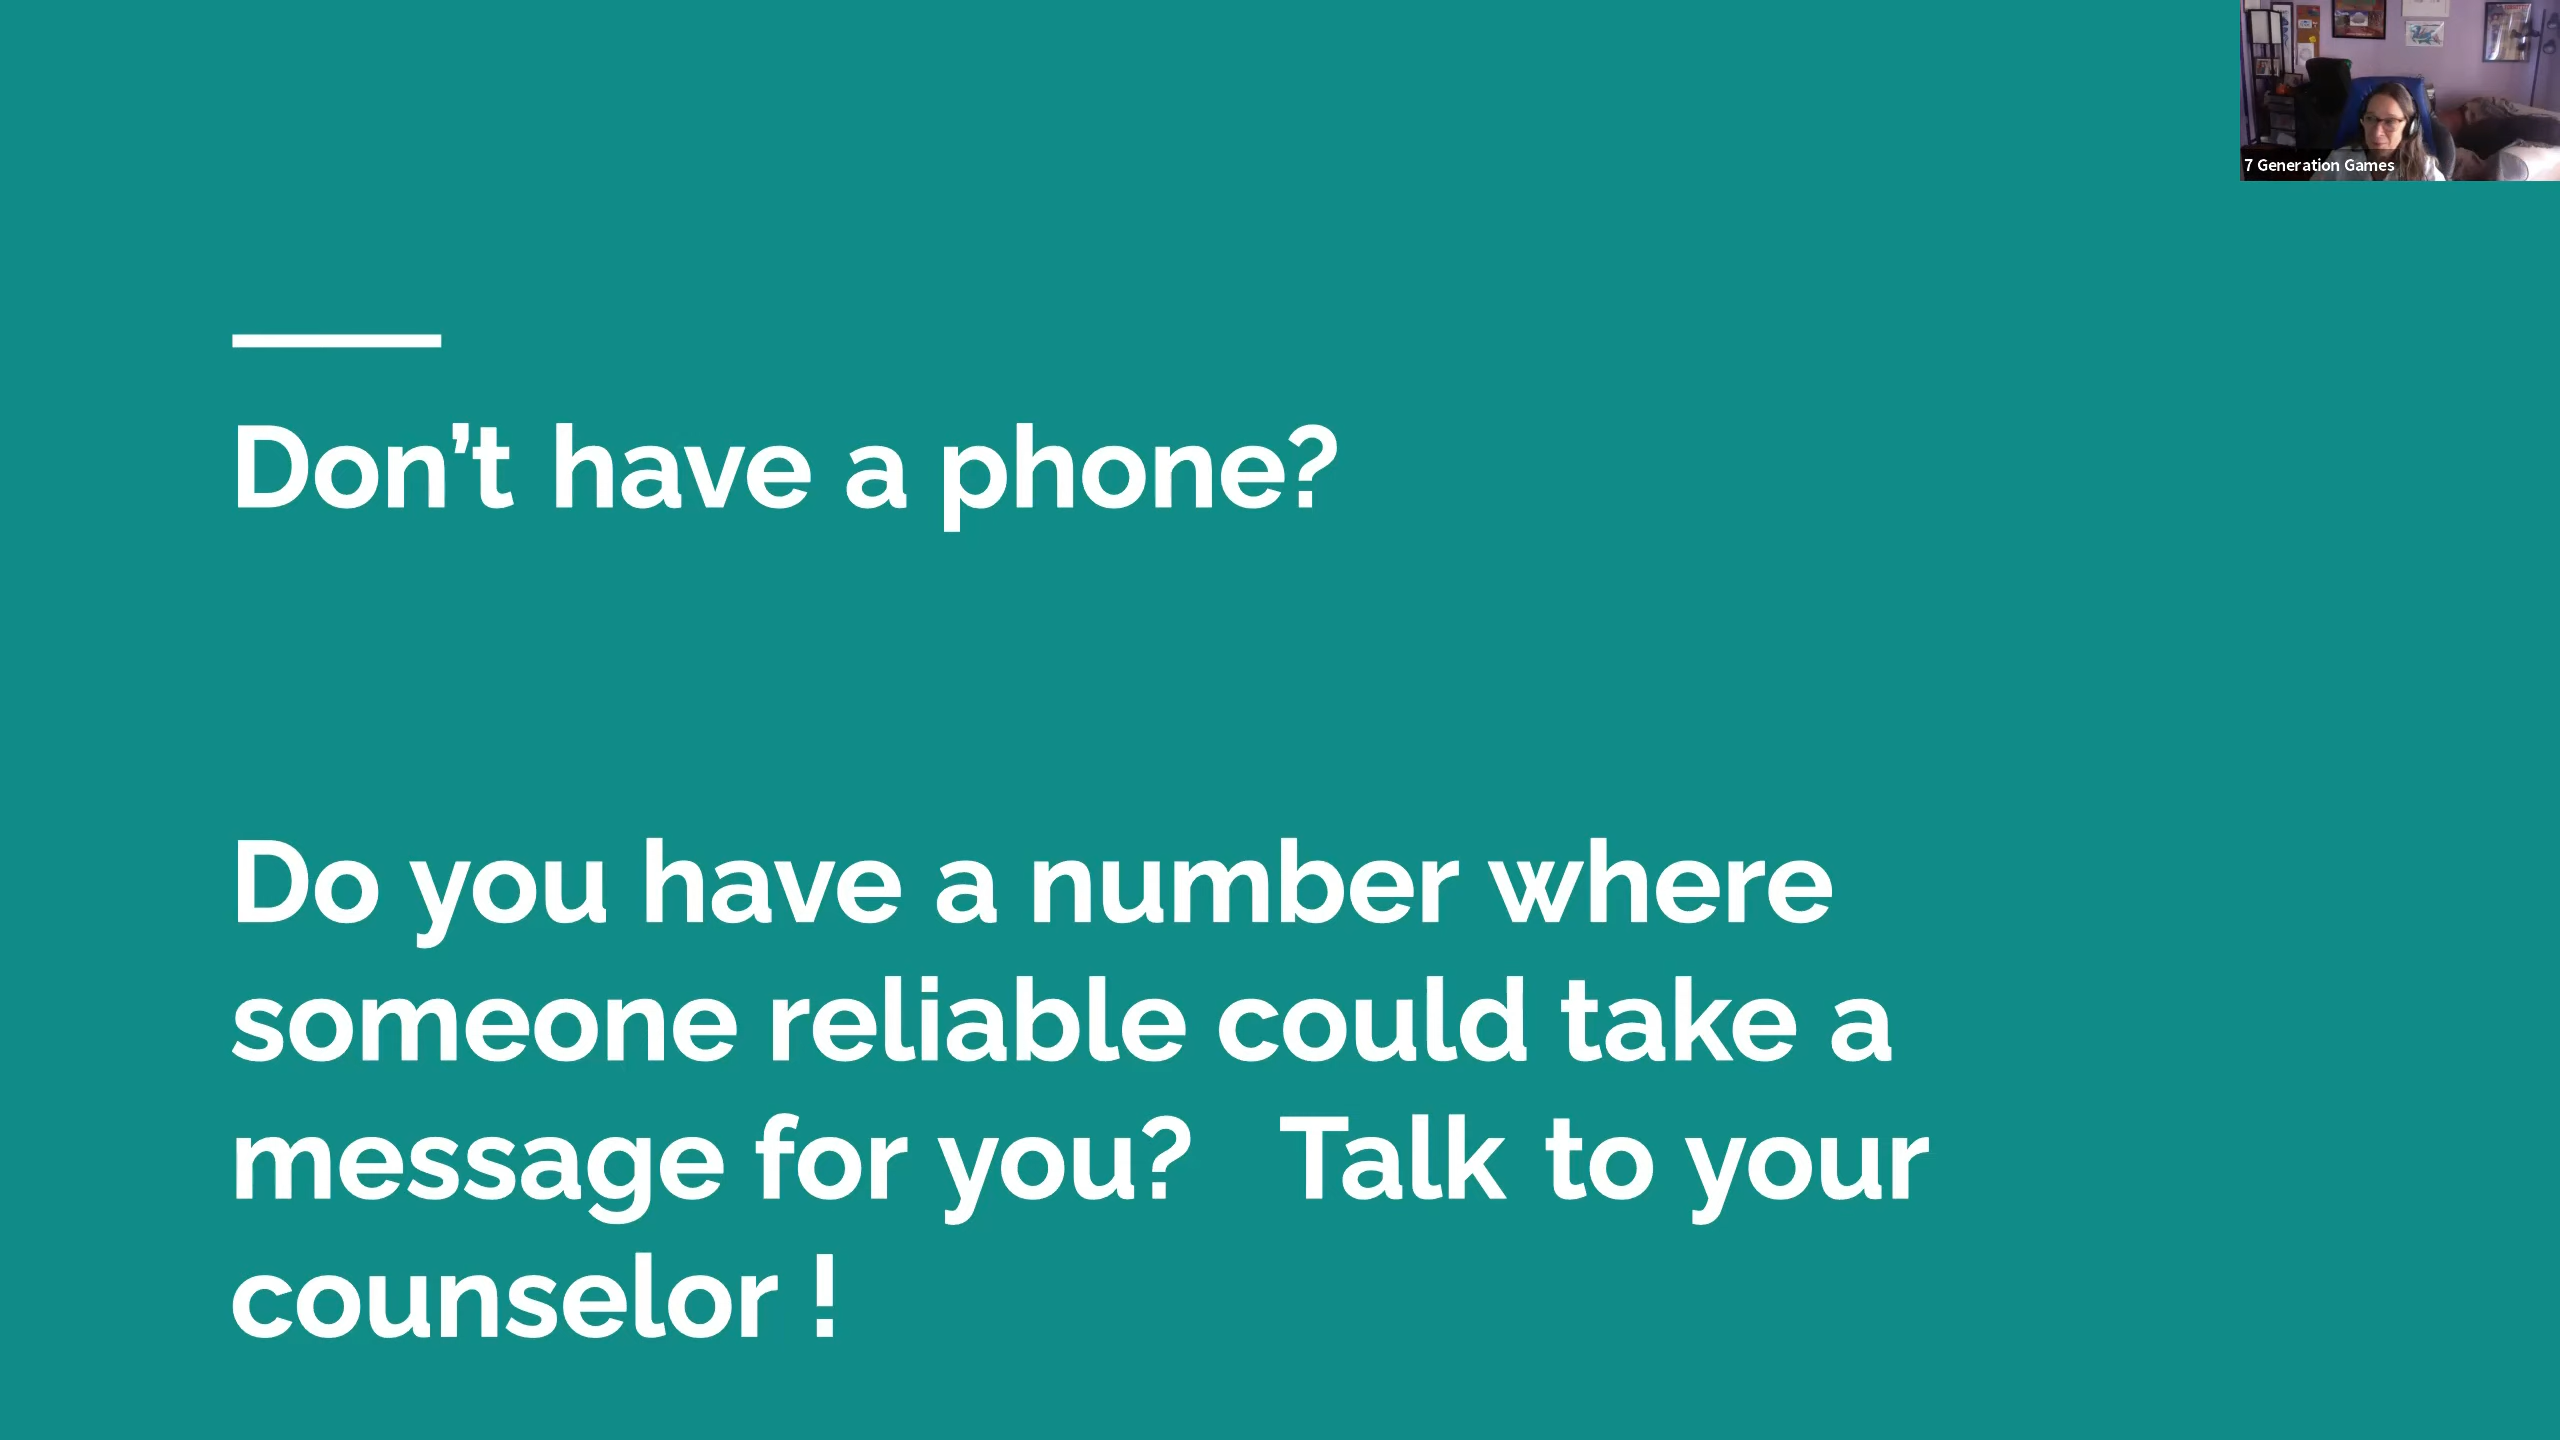 7 Generation Games
Don’t have a phone?
Do you have a number where
someone reliable could take a
message for you?   Talk to your
counselor !